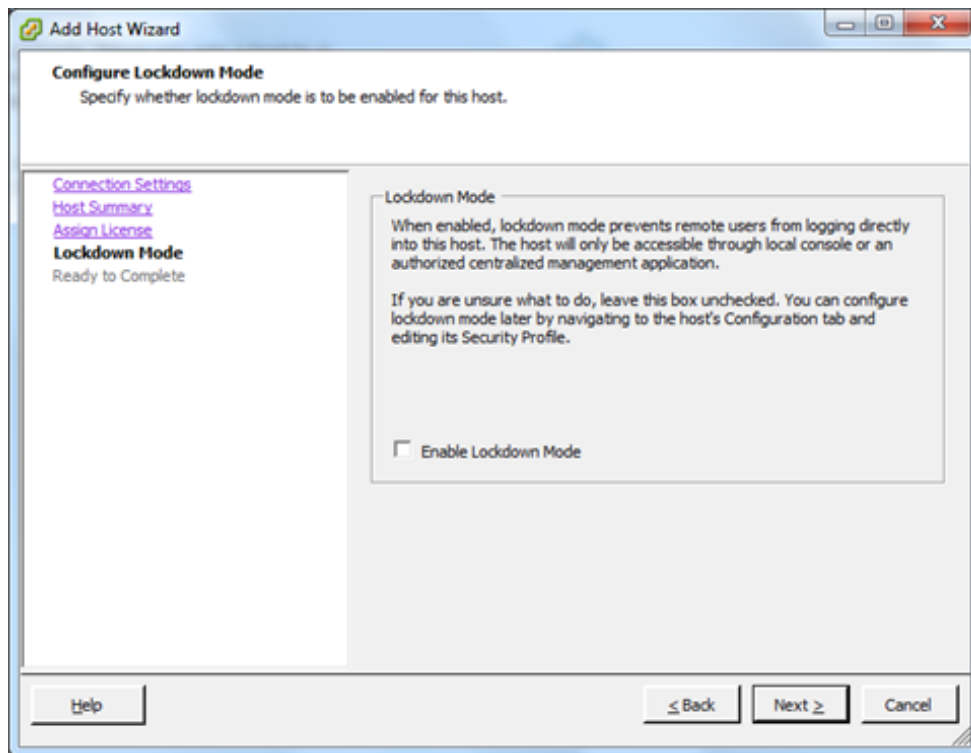 Add Host Wizard
Configure Lockdown Mode
Specify whether lockdown mode is to be enabled for this host.
Connection Settings
Host Summary
Assign License
Lockdown Mode
Ready to Complete
Lockdown Mode
When enabled, lockdown mode prevents remote users from logging directly
into this host. The host will only be accessible through local console or an
authorized centralized management application.
If you are unsure what to do, leave this box unchecked. You can configure
lockdown mode later by navigating to the host's Configuration tab and
editing its Security Profile.
Enable Lockdown Mode
Help
< Back
Next >
Cancel